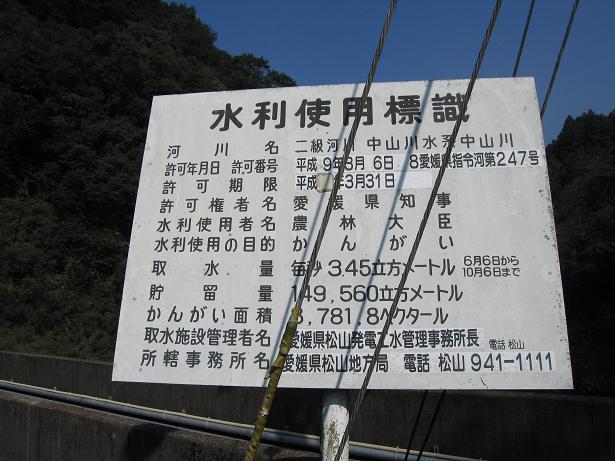 水利使用標識
河川名 二級河川 中山川水系中山川
許可年月日 許可番号 平成 9年3月 6日 8愛媛県指令河第247号
許可期限 平成 年3月31日
許可権者名 愛媛県知事
水利使用者名 農林大臣
水利使用の目的 かんがい
取水量 毎秒 3.45立方メートル 6月6日から 10月6日まで
貯留量 149,560立方メートル
かんがい面積 ,781 8ヘクタール
取水施設管理者名 愛媛県松山発電工水管理事務所長 電話 松山
所轄事務所名 愛媛県松山地方局 電話 松山 941-1111